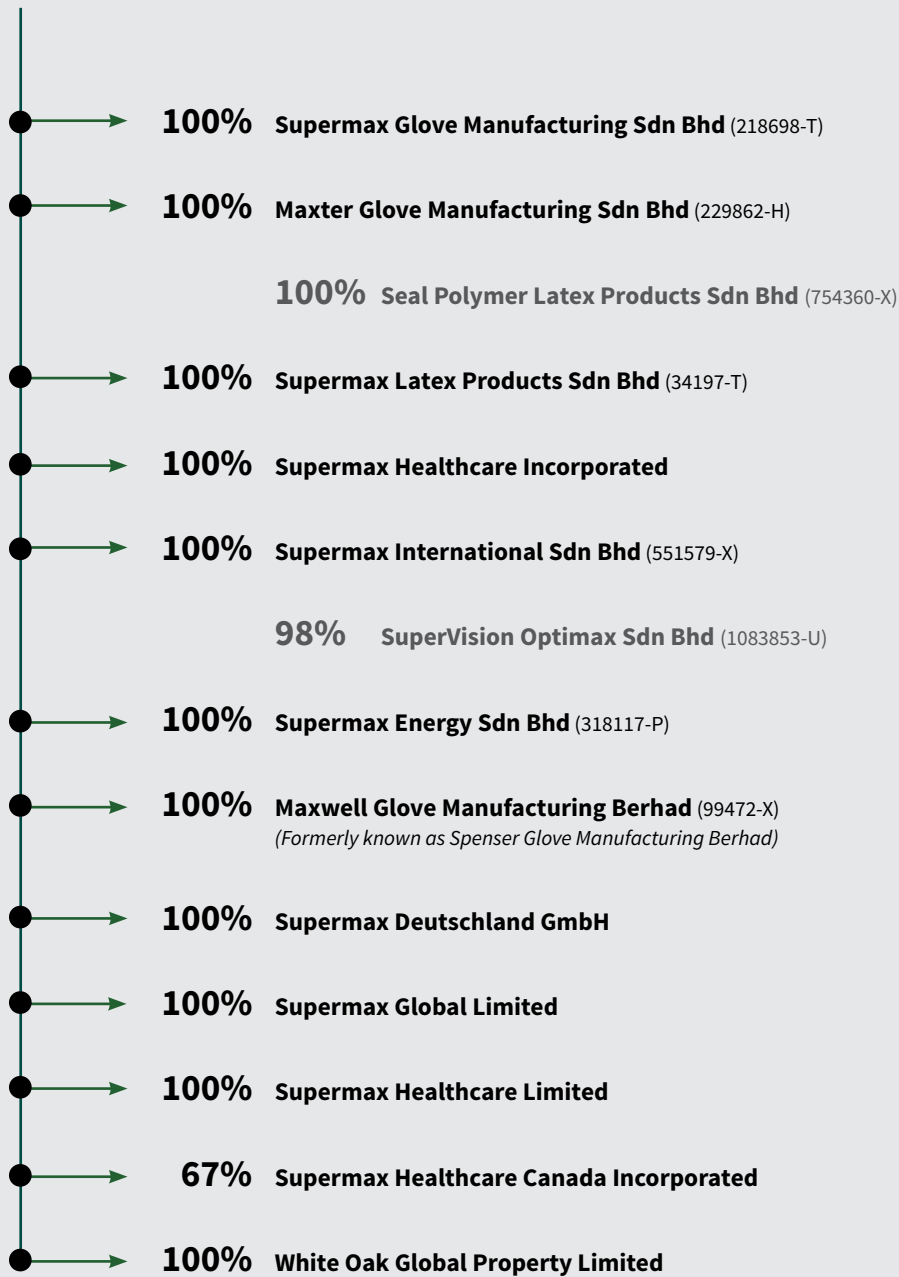 100% Supermax Glove Manufacturing Sdn Bhd (218698-T)
100% Maxter Glove Manufacturing Sdn Bhd (229862-H)
100% Seal Polymer Latex Products Sdn Bhd (754360-X)
100% Supermax Latex Products Sdn Bhd (34197-T)
100% Supermax Healthcare Incorporated
100% Supermax International Sdn Bhd (551579-X)
98% SuperVision Optimax Sdn Bhd (1083853-U)
100% Supermax Energy Sdn Bhd (318117-P)
100% Maxwell Glove Manufacturing Berhad (99472-X)
(Formerly known as Spenser Glove Manufacturing Berhad)
100% Supermax Deutschland GmbH
100% Supermax Global Limited
100% Supermax Healthcare Limited
67% Supermax Healthcare Canada Incorporated
100% White Oak Global Property Limited